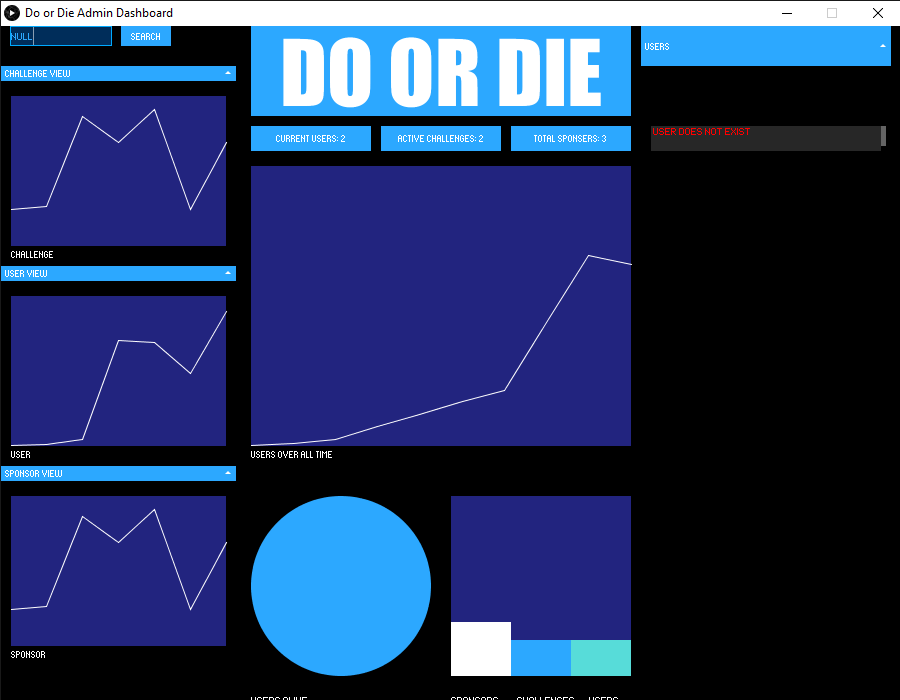 Do or Die Admin Dashboard
NULL
SEARCH
CHALLENGE VIEW
CHALLENGE
USER VIEW
USER
SPONSOR VIEW
SPONSOR
DO OR DIE
CURRENT USERS: 2
ACTIVE CHALLENGES: 2
TOTAL SPONSERS: 3
USERS OVER ALL TIME
USERS ALIVE
SPONSORS
CHALLENGES
USERS
USERS
USER DOES NOT EXIST